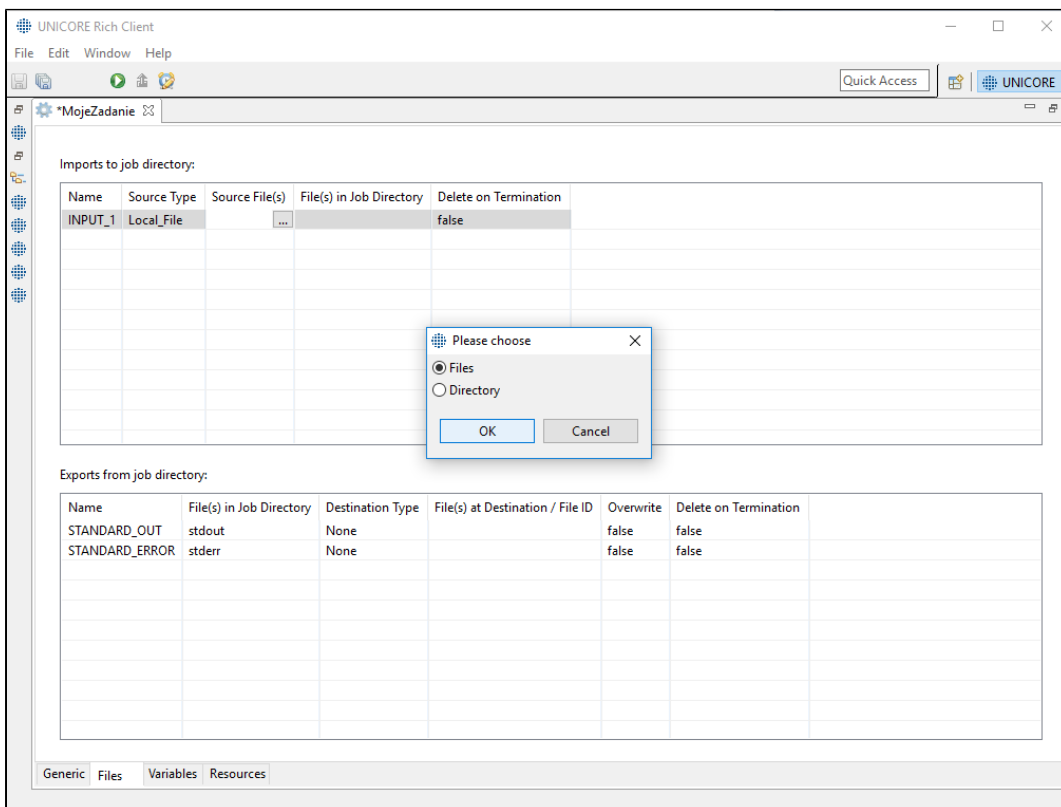 UNICORE Rich Client
File Edit Window Help
Quick Access
UNICORE
*MojeZadanie
Imports to job directory:
Name Source Type Source File(s) File(s) in Job Directory Delete on Termination
INPUT_1 Local_File ... false
Please choose
Files
Directory
OK Cancel
Exports from job directory:
Name File(s) in Job Directory Destination Type File(s) at Destination / File ID Overwrite Delete on Termination
STANDARD_OUT stdout None false false
STANDARD_ERROR stderr None false false
Generic Files Variables Resources